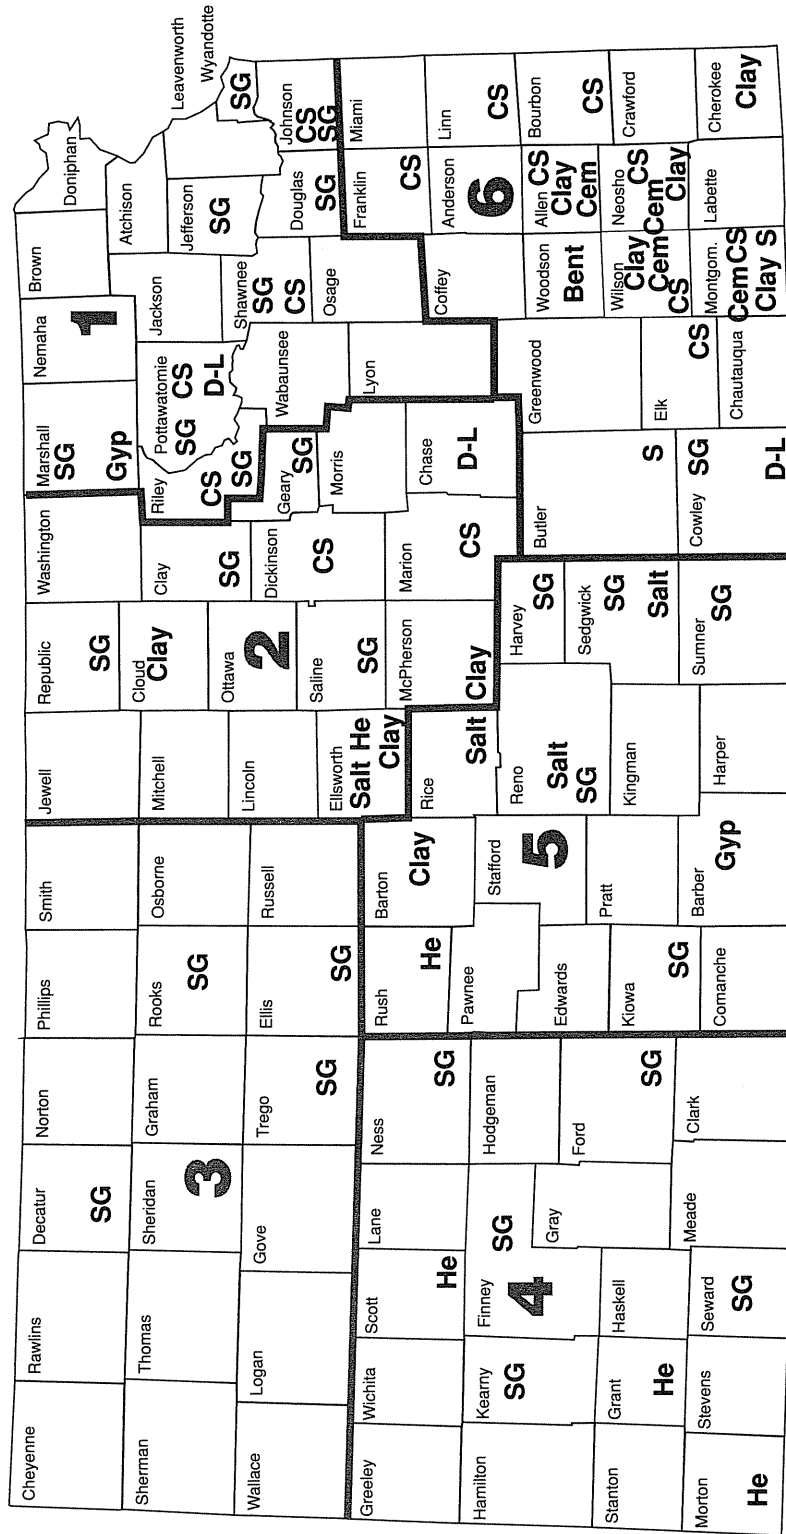 Cheyenne
Rawlins
Decatur
SG
Norton
Phillips
Smith
Jewell
Republic
SG
Washington
Marshall
SG
Gyp
Nemaha
1
Brown
Doniphan
Sherman
Thomas
Sheridan
3
Graham
Rooks
SG
Osborne
Mitchell
Cloud
Clay
Clay
SG
Riley
CS
SG
Pottawatomie
SG
CS
D-L
Jackson
Atchison
Jefferson
SG
Leavenworth
Wyandotte
SG
Wallace
Logan
Gove
Trego
SG
Ellis
SG
Russell
Lincoln
Ottawa
2
Saline
SG
Ellsworth
Salt He
Clay
Dickinson
CS
Geary
SG
Morris
Wabaunsee
Shawnee
SG
CS
Osage
Douglas
SG
Johnson
CS
SG
Greeley
Wichita
Scott
He
Lane
Ness
SG
Rush
He
Barton
Clay
Rice
Salt
McPherson
Clay
Marion
CS
Chase
D-L
Lyon
Coffey
Franklin
CS
Miami
Anderson
6
Linn
CS
Hamilton
Kearny
SG
Finney
SG
4
Gray
Hodgeman
Ford
SG
Pawnee
Edwards
Stafford
5
Reno
Salt
SG
Harvey
SG
Sedgwick
SG
Salt
Butler
S
Greenwood
Woodson
Bent
Allen CS
Clay
Cem
Bourbon
CS
Stanton
Grant
He
Haskell
Kiowa
SG
Pratt
Kingman
Elk
CS
Wilson
Clay
Cem
CS
Neosho
CS
Cem
Clay
Crawford
Morton
He
Stevens
Seward
SG
Meade
Clark
Comanche
Barber
Gyp
Harper
Sumner
SG
Cowley
SG
D-L
Chautauqua
Montgom.
Cem CS
Clay S
Labette
Cherokee
Clay